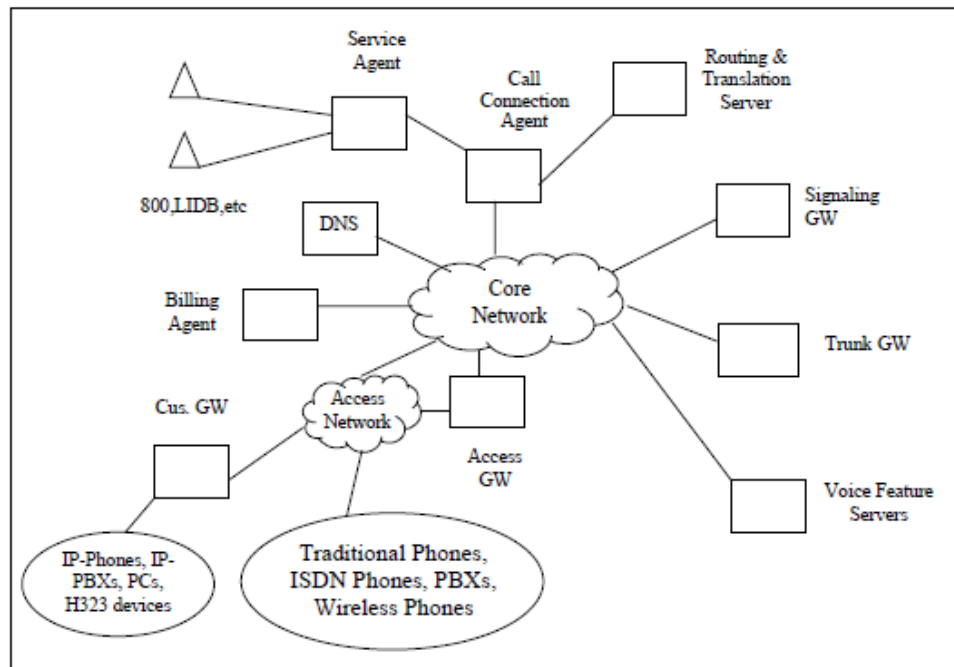 Service
Agent
Call
Connection
Agent
Routing &
Translation
Server
800,LIDB,etc
DNS
Signaling
GW
Core
Network
Billing
Agent
Trunk GW
Access
Network
Cus. GW
Access
GW
Voice Feature
Servers
IP-Phones, IP-
PBXs, PCs,
H323 devices
Traditional Phones,
ISDN Phones, PBXs,
Wireless Phones